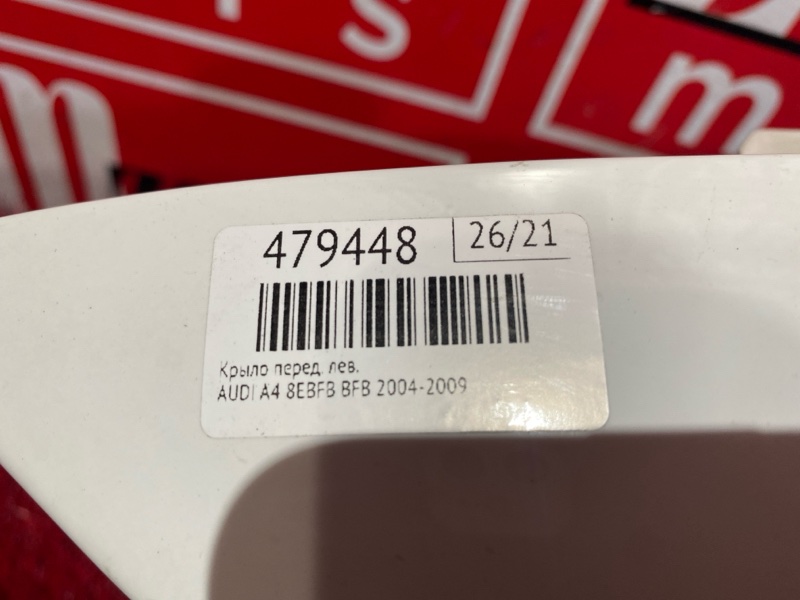 s
m
479448 26/21
Крыло перед. лев.
AUDI A4 8EBFB BFB 2004-2009